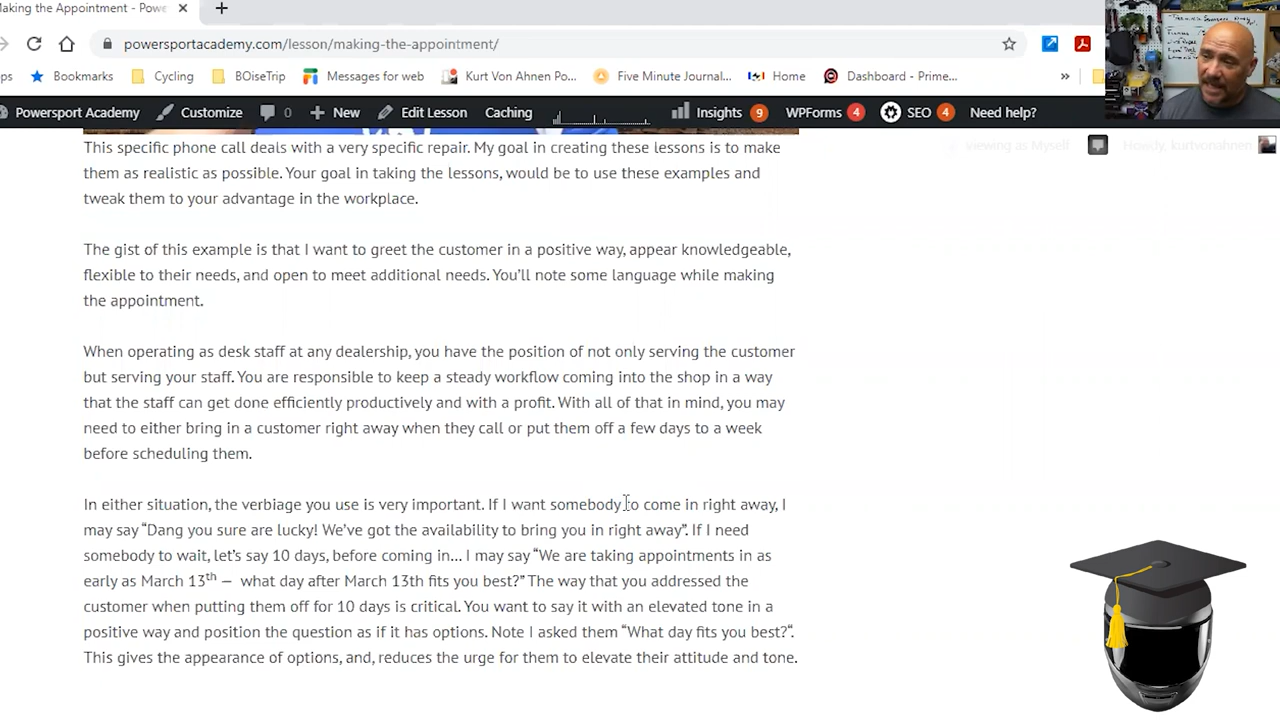 Making the Appointment - Powe
powersportacademy.com/lesson/making-the-appointment/
ps Bookmarks Cycling BOiseTrip Messages for web Kurt Von Ahnen Po... Five Minute Journal... Home Dashboard - Prime... »
Powersport Academy Customize 0 New Edit Lesson Caching Insights 9 WPForms 4 SEO 4 Need help?
Viewing as Myself Howdy, kurtvonahnen
This specific phone call deals with a very specific repair. My goal in creating these lessons is to make
them as realistic as possible. Your goal in taking the lessons, would be to use these examples and
tweak them to your advantage in the workplace.
The gist of this example is that I want to greet the customer in a positive way, appear knowledgeable,
flexible to their needs, and open to meet additional needs. You'll note some language while making
the appointment.
When operating as desk staff at any dealership, you have the position of not only serving the customer
but serving your staff. You are responsible to keep a steady workflow coming into the shop in a way
that the staff can get done efficiently productively and with a profit. With all of that in mind, you may
need to either bring in a customer right away when they call or put them off a few days to a week
before scheduling them.
In either situation, the verbiage you use is very important. If I want somebody to come in right away, I
may say “Dang you sure are lucky! We’ve got the availability to bring you in right away”. If I need
somebody to wait, let’s say 10 days, before coming in… I may say “We are taking appointments in as
early as March 13th – what day after March 13th fits you best?” The way that you addressed the
customer when putting them off for 10 days is critical. You want to say it with an elevated tone in a
positive way and position the question as if it has options. Note I asked them “What day fits you best?“.
This gives the appearance of options, and, reduces the urge for them to elevate their attitude and tone.